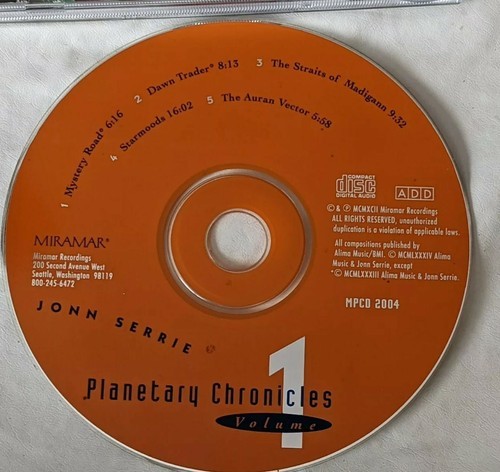 1 Mystery Road* 6:16
2 Dawn Trader* 8:13
3 The Straits of Madigann 9:32
4 Starmoods 16:02
5 The Auran Vector 5:58
COMPACT
disc
DIGITAL AUDIO
ADD
© & ℗ MCMXCII Miramar Recordings
ALL RIGHTS RESERVED, unauthorized
duplication is a violation of applicable laws.
All compositions published by
Alima Music/BMI. © MCMLXXXIV Alima
Music & Jonn Serrie, except
*© MCMLXXXIII Alima Music & Jonn Serrie.
MPCD 2004
MIRAMAR®
Miramar Recordings
200 Second Avenue West
Seattle, Washington 98119
800-245-6472
JONN SERRIE
Planetary Chronicles
Volume
1